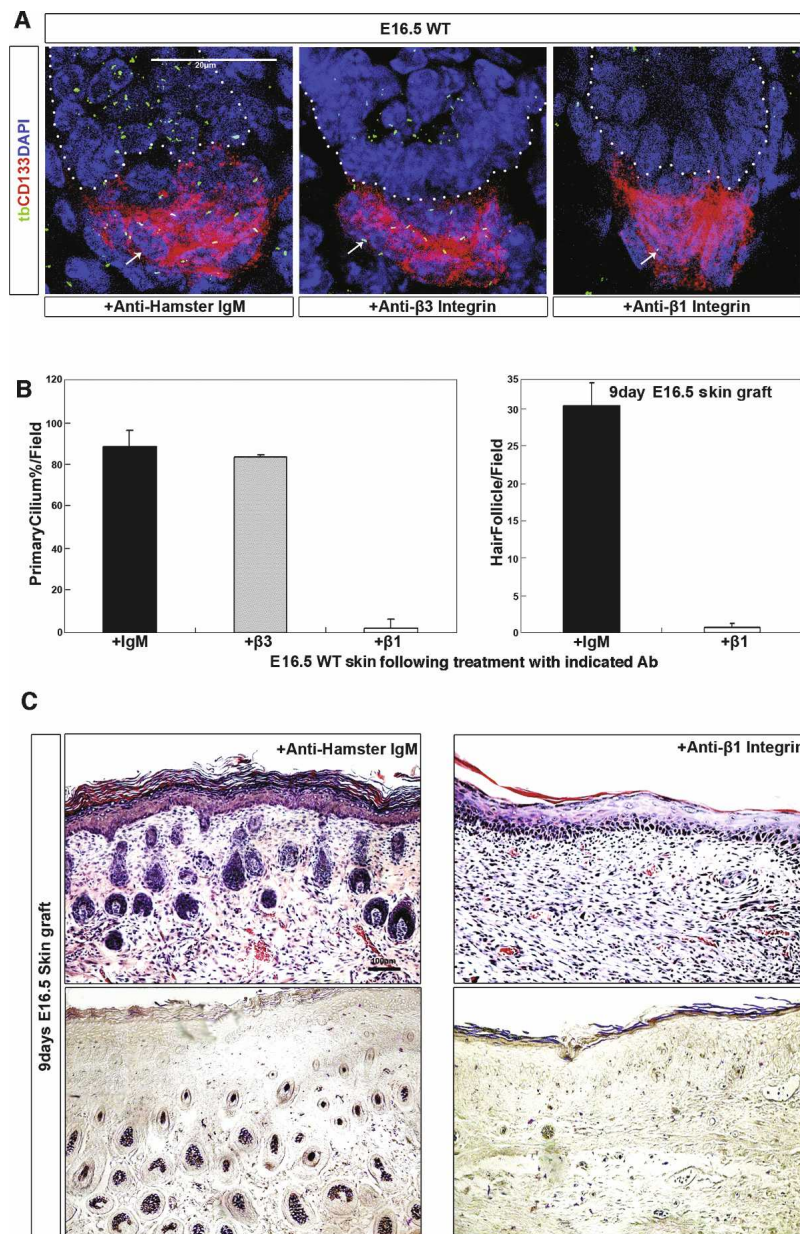 A
E16.5 WT
tbCD133DAPI
20µm
+Anti-Hamster IgM
+Anti-β3 Integrin
+Anti-β1 Integrin
B
120
100
80
60
40
20
0
PrimaryCilium%/Field
+IgM
+β3
+β1
35
30
25
20
15
10
5
0
HairFollicle/Field
9day E16.5 skin graft
+IgM
+β1
E16.5 WT skin following treatment with indicated Ab
C
9days E16.5 Skin graft
+Anti-Hamster IgM
100µm
+Anti-β1 Integrin